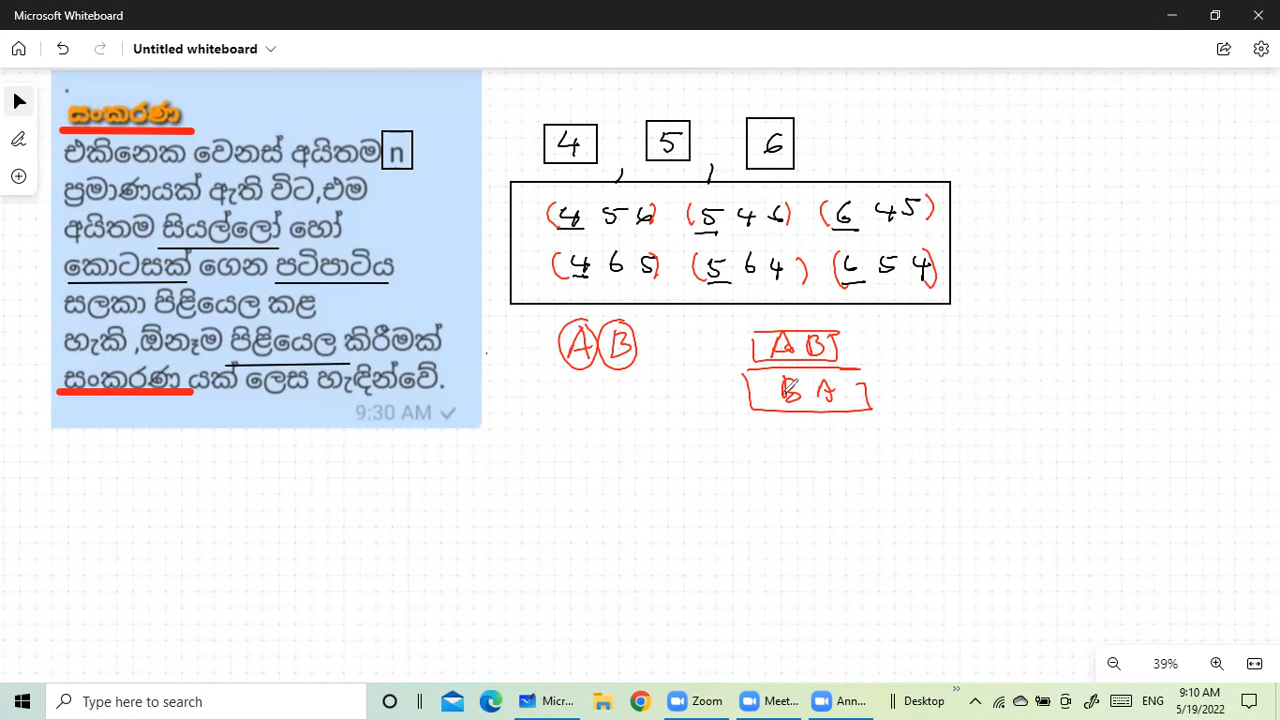 Microsoft Whiteboard
Untitled whiteboard
.
සංකරණ
එකිනෙක වෙනස් අයිතම n
ප්‍රමාණයක් ඇති විට,එම
අයිතම සියල්ලෝ හෝ
කොටසක් ගෙන පටිපාටිය
සලකා පිළියෙල කළ
හැකි ,ඕනෑම පිළියෙල කිරීමක්
සංකරණ යක් ලෙස හැඳින්වේ.
9:30 AM
4 , 5 , 6
(4 5 6) (5 4 6) (6 4 5)
(4 6 5) (5 6 4) (6 5 4)
A B
A B
B A
39%
Type here to search
Micr...
Zoom
Meet...
Ann...
Desktop
ENG
9:10 AM
5/19/2022